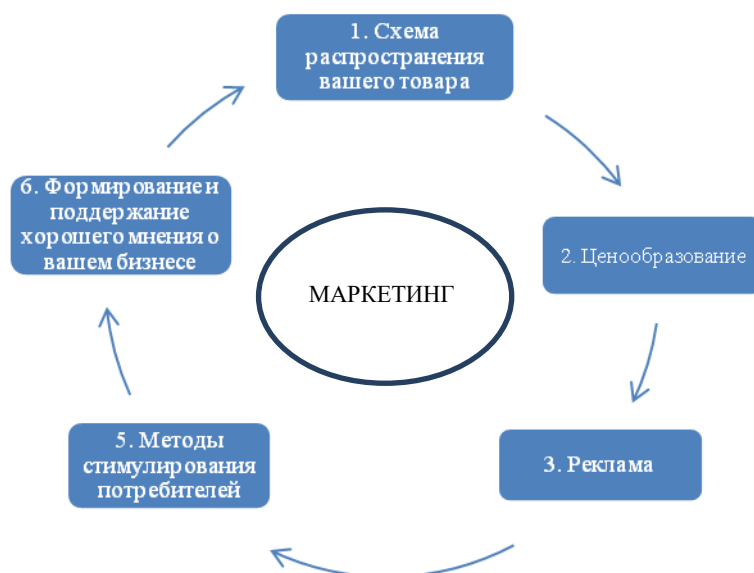 1. Схема
распространения
вашего товара
6. Формирование и
поддержание
хорошего мнения о
вашем бизнесе
2. Ценообразование
МАРКЕТИНГ
5. Методы
стимулирования
потребителей
3. Реклама